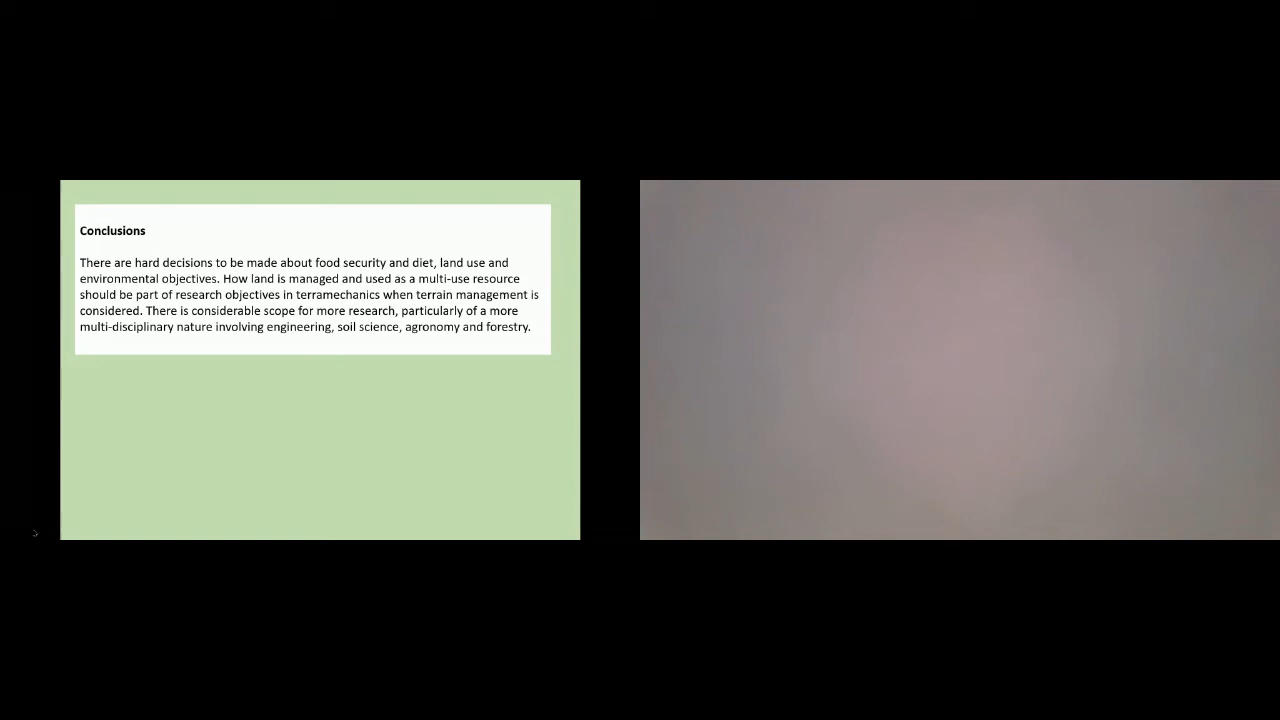 Conclusions
There are hard decisions to be made about food security and diet, land use and
environmental objectives. How land is managed and used as a multi-use resource
should be part of research objectives in terramechanics when terrain management is
considered. There is considerable scope for more research, particularly of a more
multi-disciplinary nature involving engineering, soil science, agronomy and forestry.